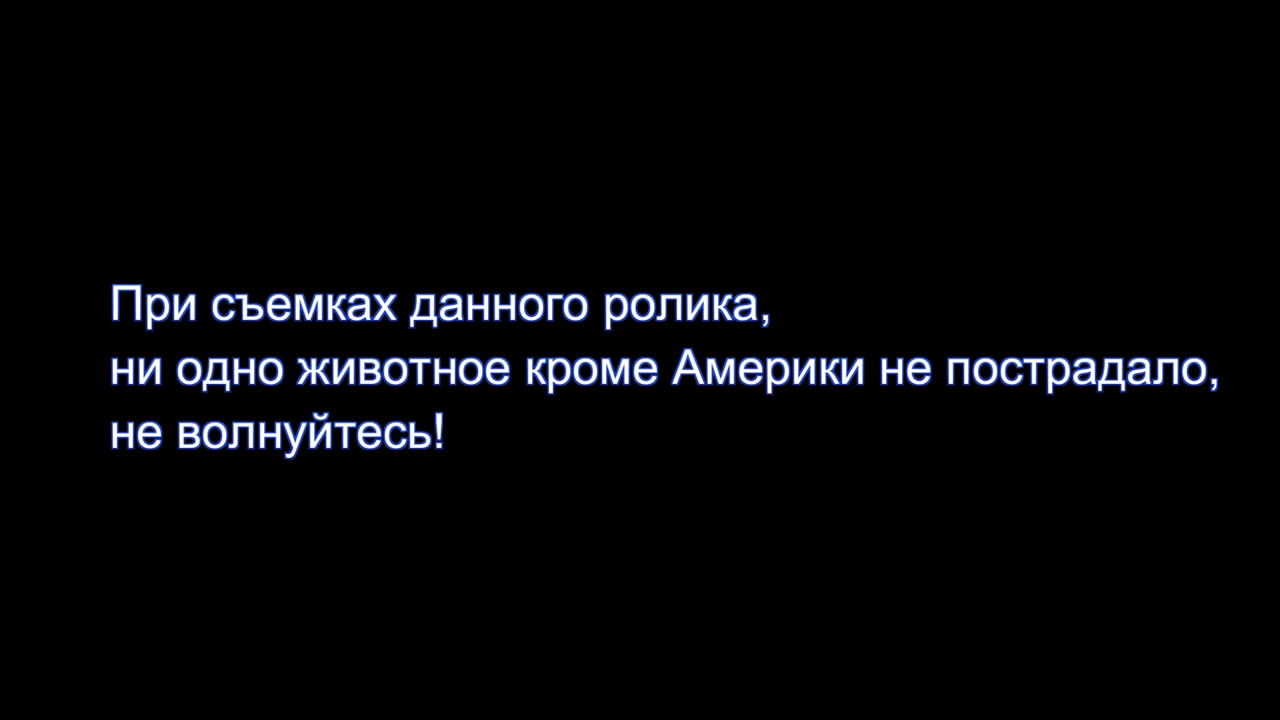 При съемках данного ролика,
ни одно животное кроме Америки не пострадало,
не волнуйтесь!